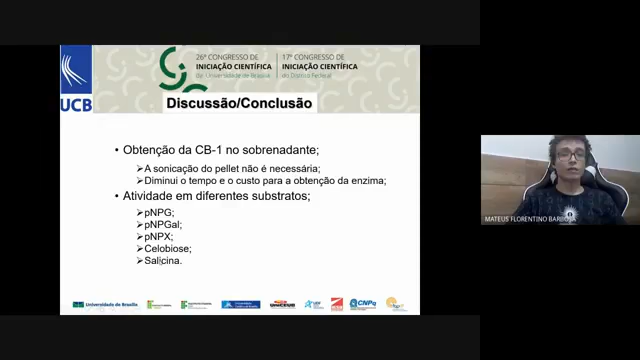 UCB
26º CONGRESSO DE
INICIAÇÃO CIENTÍFICA
da Universidade de Brasília
17º CONGRESSO DE
INICIAÇÃO CIENTÍFICA
do Distrito Federal
Discussão/Conclusão
• Obtenção da CB-1 no sobrenadante;
➢A sonicação do pellet não é necessária;
➢Diminui o tempo e o custo para a obtenção da enzima;
• Atividade em diferentes substratos;
➢pNPG;
➢pNPGal;
➢pNPX;
➢Celobiose;
➢Salicina.
MATEUS FLORENTINO BARBOSA
Universidade de Brasília
UniCEUB
CNPq